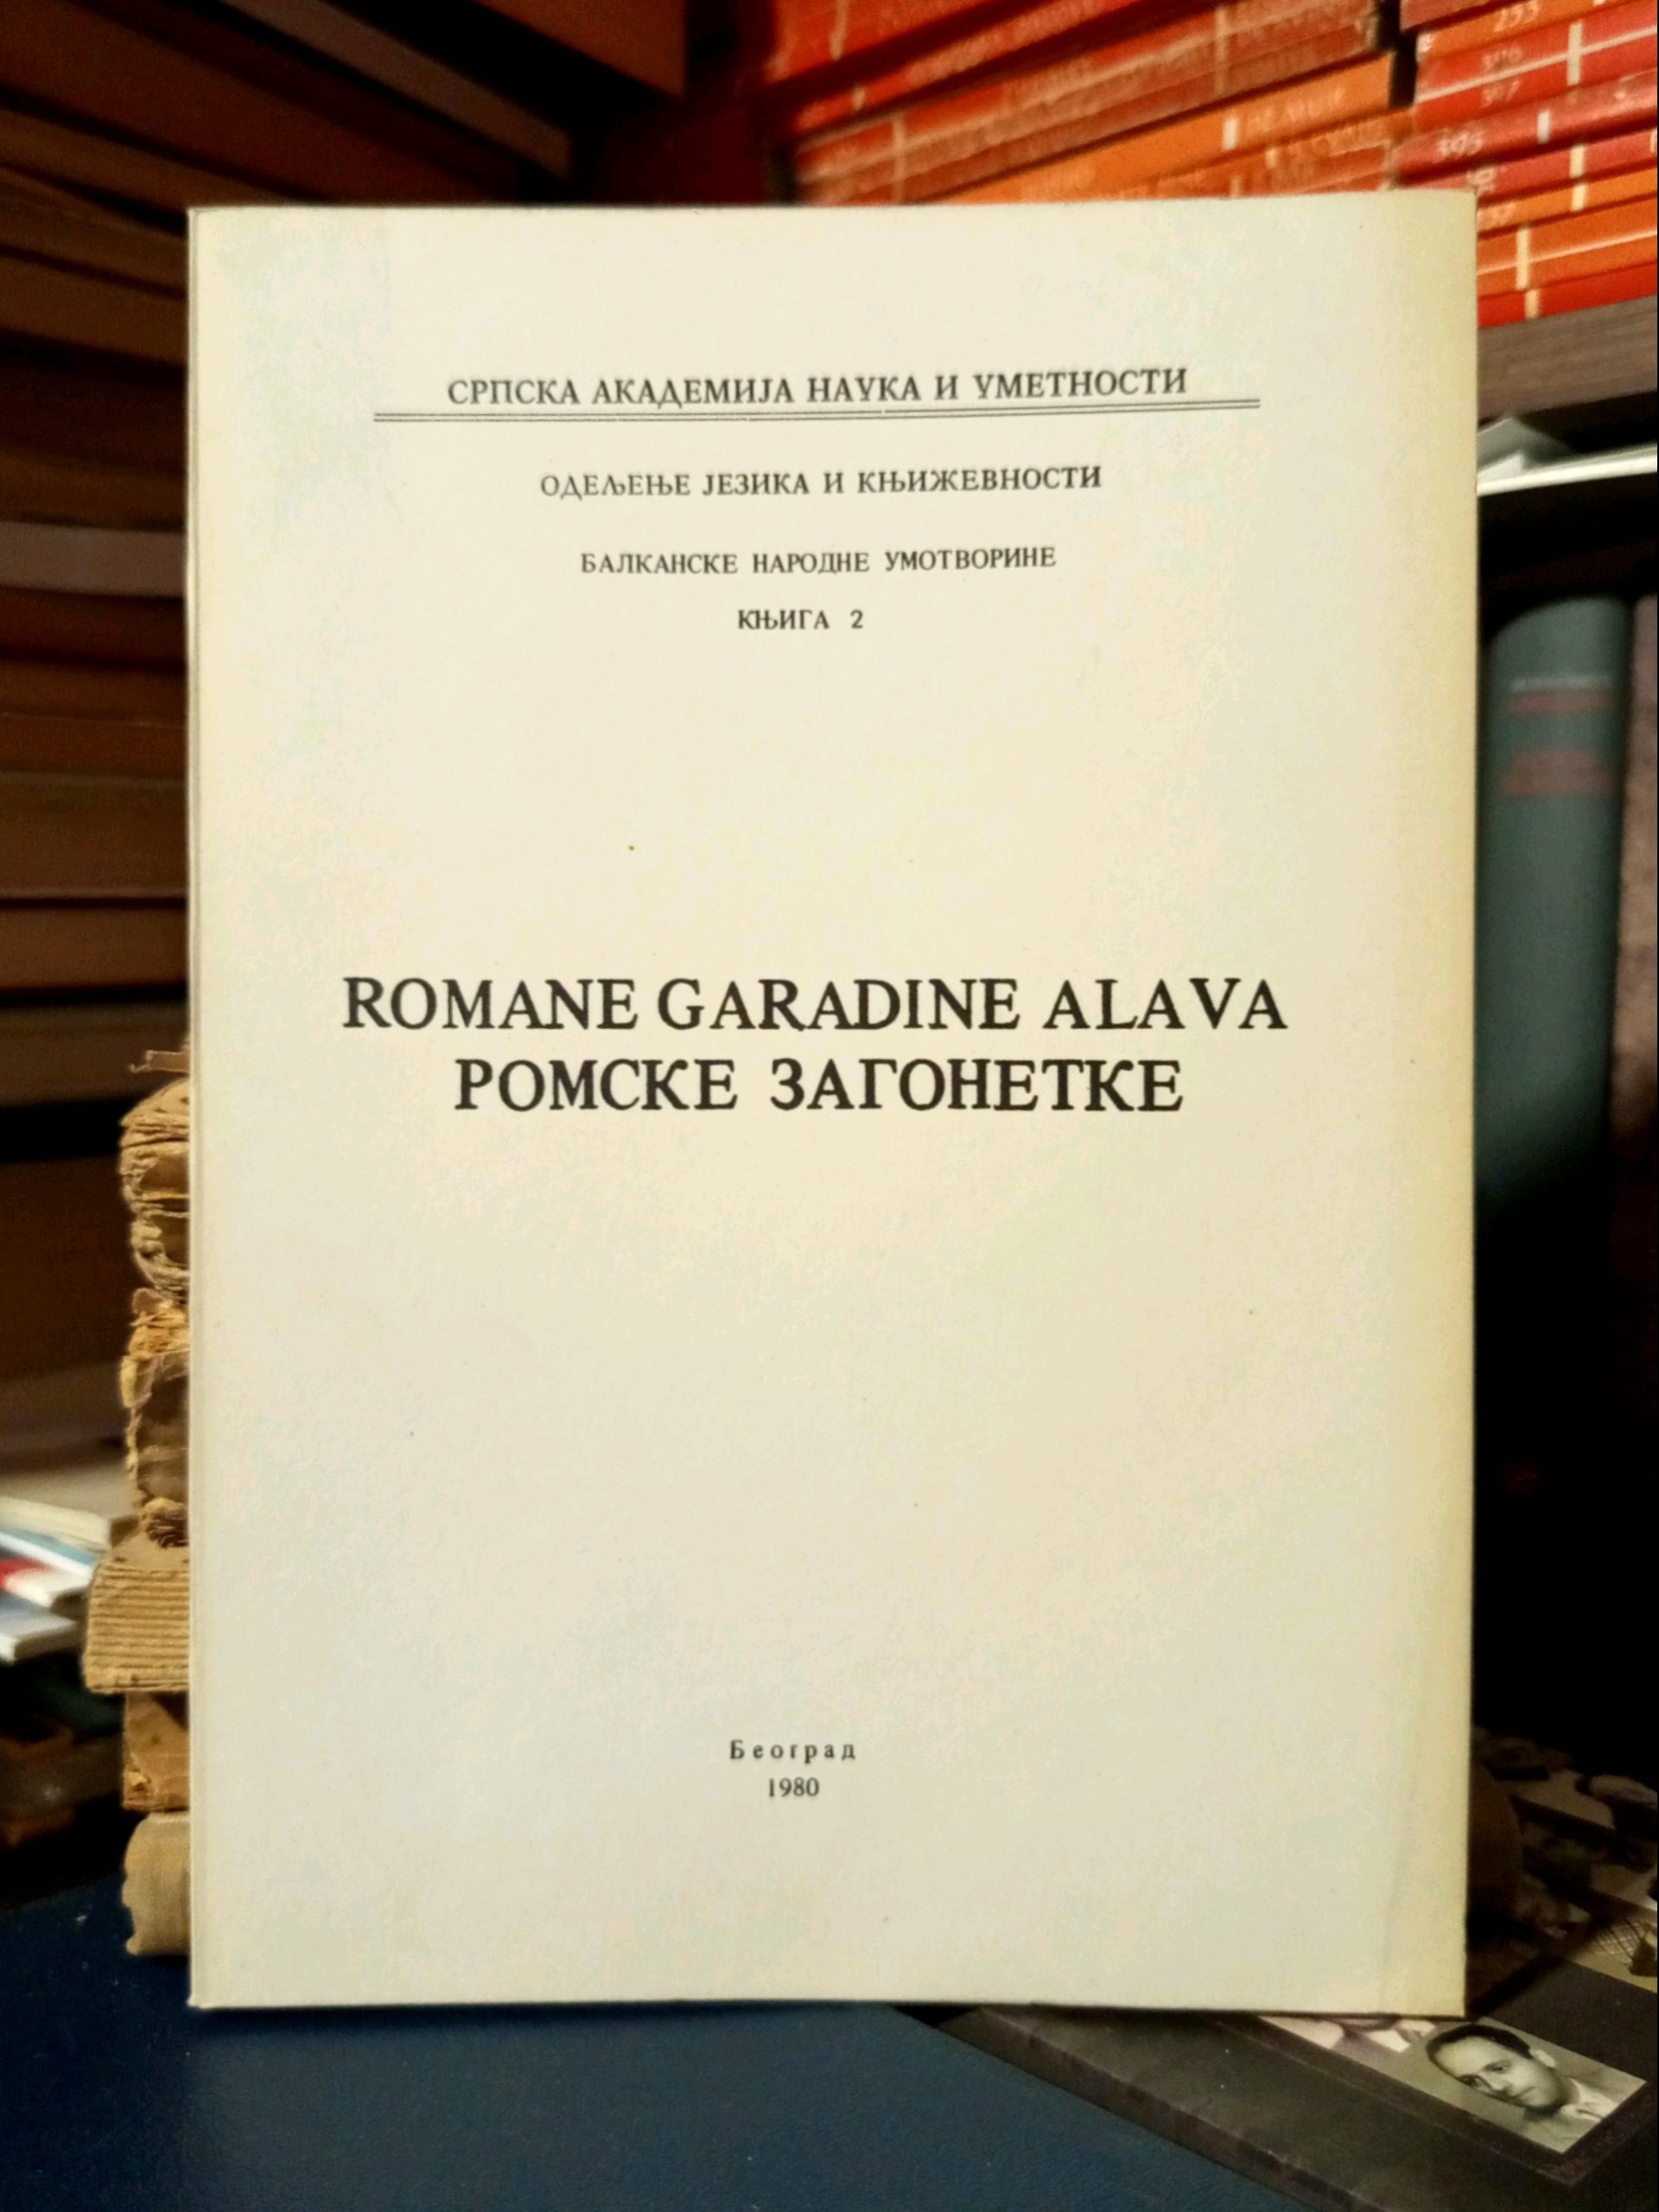 СРПСКА АКАДЕМИЈА НАУКА И УМЕТНОСТИ
ОДЕЉЕЊЕ ЈЕЗИКА И КЊИЖЕВНОСТИ
БАЛКАНСКЕ НАРОДНЕ УМОТВОРИНЕ
КЊИГА 2
ROMANE GARADINE ALAVA
РОМСКЕ ЗАГОНЕТКЕ
Београд
1980